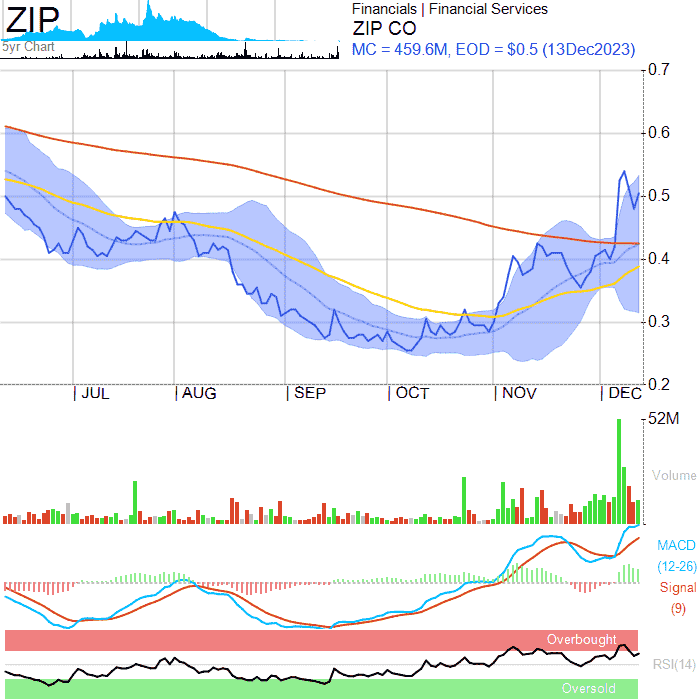 ZIP
5yr Chart
Financials | Financial Services
ZIP CO
MC = 459.6M, EOD = $0.5 (13Dec2023)
0.7
0.6
0.5
0.4
0.3
0.2
| JUL | AUG | SEP | OCT | NOV | DEC
52M
Volume
MACD
(12-26)
Signal
(9)
Overbought
RSI(14)
Oversold